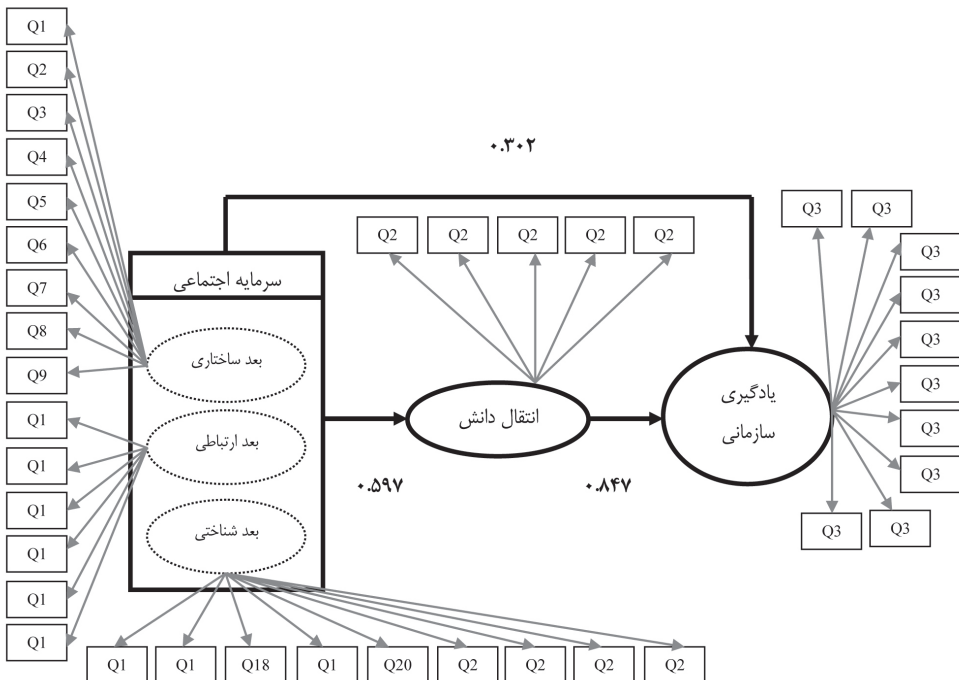 Q1
Q2
Q3
Q4
Q5
Q6
Q7
Q8
Q9
Q1
Q1
Q1
Q1
Q1
Q1
۰.۳۰۲
Q2 Q2 Q2 Q2 Q2
سرمایه اجتماعی
بعد ساختاری
بعد ارتباطی
بعد شناختی
انتقال دانش
۰.۵۹۷
۰.۸۴۷
یادگیری
سازمانی
Q3 Q3
Q3
Q3
Q3
Q3
Q3
Q3
Q3 Q3
Q1 Q1 Q18 Q1 Q20 Q2 Q2 Q2 Q2